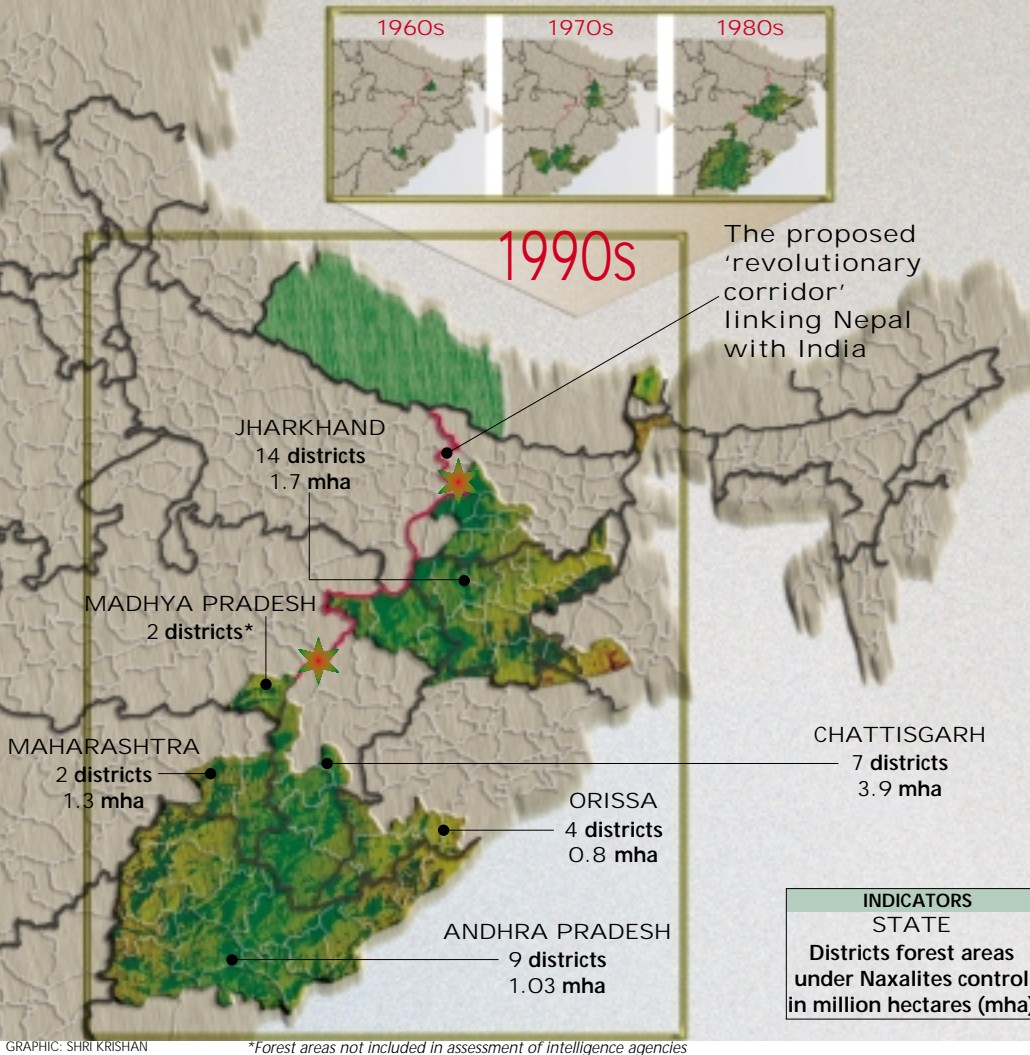 1960s
1970s
1980s
1990s
The proposed
‘revolutionary
corridor’
linking Nepal
with India
JHARKHAND
14 districts
1.7 mha
MADHYA PRADESH
2 districts*
MAHARASHTRA
2 districts
1.3 mha
CHATTISGARH
7 districts
3.9 mha
ORISSA
4 districts
0.8 mha
ANDHRA PRADESH
9 districts
1.03 mha
INDICATORS
STATE
Districts forest areas
under Naxalites control
in million hectares (mha)
GRAPHIC: SHRI KRISHAN
*Forest areas not included in assessment of intelligence agencies